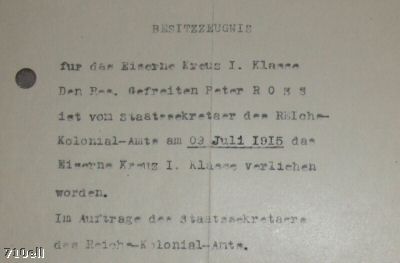 BESITZZEUGNIS
fur das Eiserne Kreuz I. Klasse
Den Res. Gefreiten Peter R o s s
ist vom Staatssekretaer des REichs-
Kolonial-Amts am 09 Juli 1915 das
Eiserne Kreuz I. Klasse verliehen
worden.
Im Auftrage des Staatssekretaers
des Reichs-Kolonial-Amts.
710ell